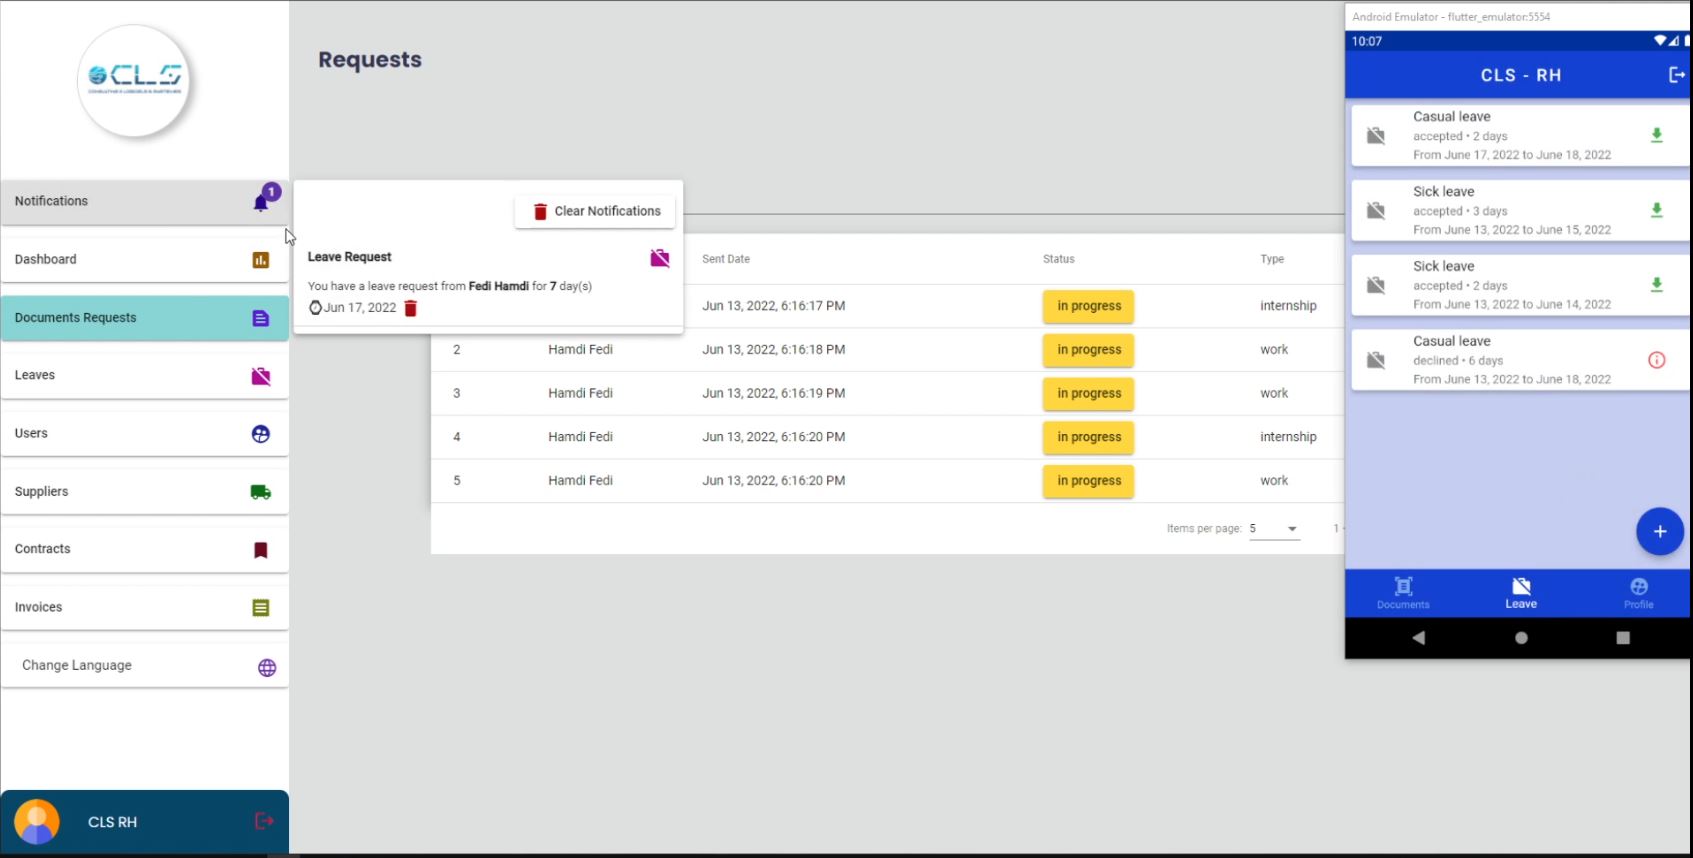 CLS
CONSULTING LOGICIELS & SYSTEMES
Notifications
1
Dashboard
Documents Requests
Leaves
Users
Suppliers
Contracts
Invoices
Change Language
CLS RH
Requests
Clear Notifications
Leave Request
You have a leave request from Fedi Hamdi for 7 day(s)
Jun 17, 2022
Sent Date Status Type
Jun 13, 2022, 6:16:17 PM in progress internship
2 Hamdi Fedi Jun 13, 2022, 6:16:18 PM in progress work
3 Hamdi Fedi Jun 13, 2022, 6:16:19 PM in progress work
4 Hamdi Fedi Jun 13, 2022, 6:16:20 PM in progress internship
5 Hamdi Fedi Jun 13, 2022, 6:16:20 PM in progress work
Items per page: 5 1
Android Emulator - flutter_emulator:5554
10:07
CLS - RH
Casual leave
accepted • 2 days
From June 17, 2022 to June 18, 2022
Sick leave
accepted • 3 days
From June 13, 2022 to June 15, 2022
Sick leave
accepted • 2 days
From June 13, 2022 to June 14, 2022
Casual leave
declined • 6 days
From June 13, 2022 to June 18, 2022
+
Documents Leave Profile